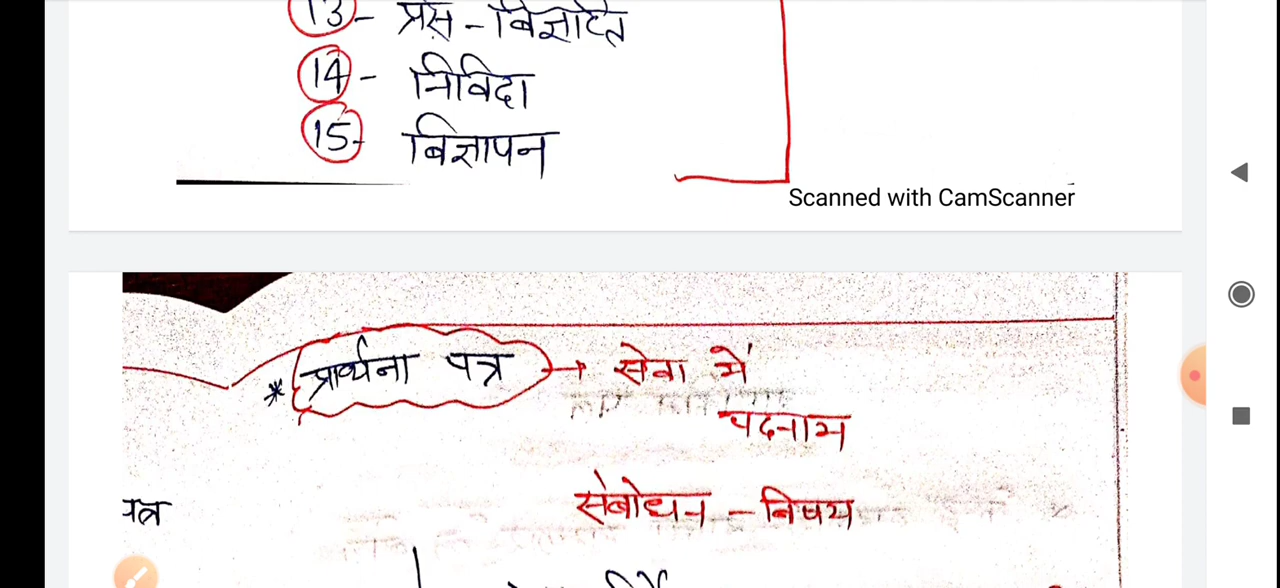 13- प्रेस - विज्ञप्ति
14- निविदा
15- विज्ञापन
Scanned with CamScanner
* प्रार्थना पत्र → सेवा में
पदनाम
संबोधन - विषय
पत्र